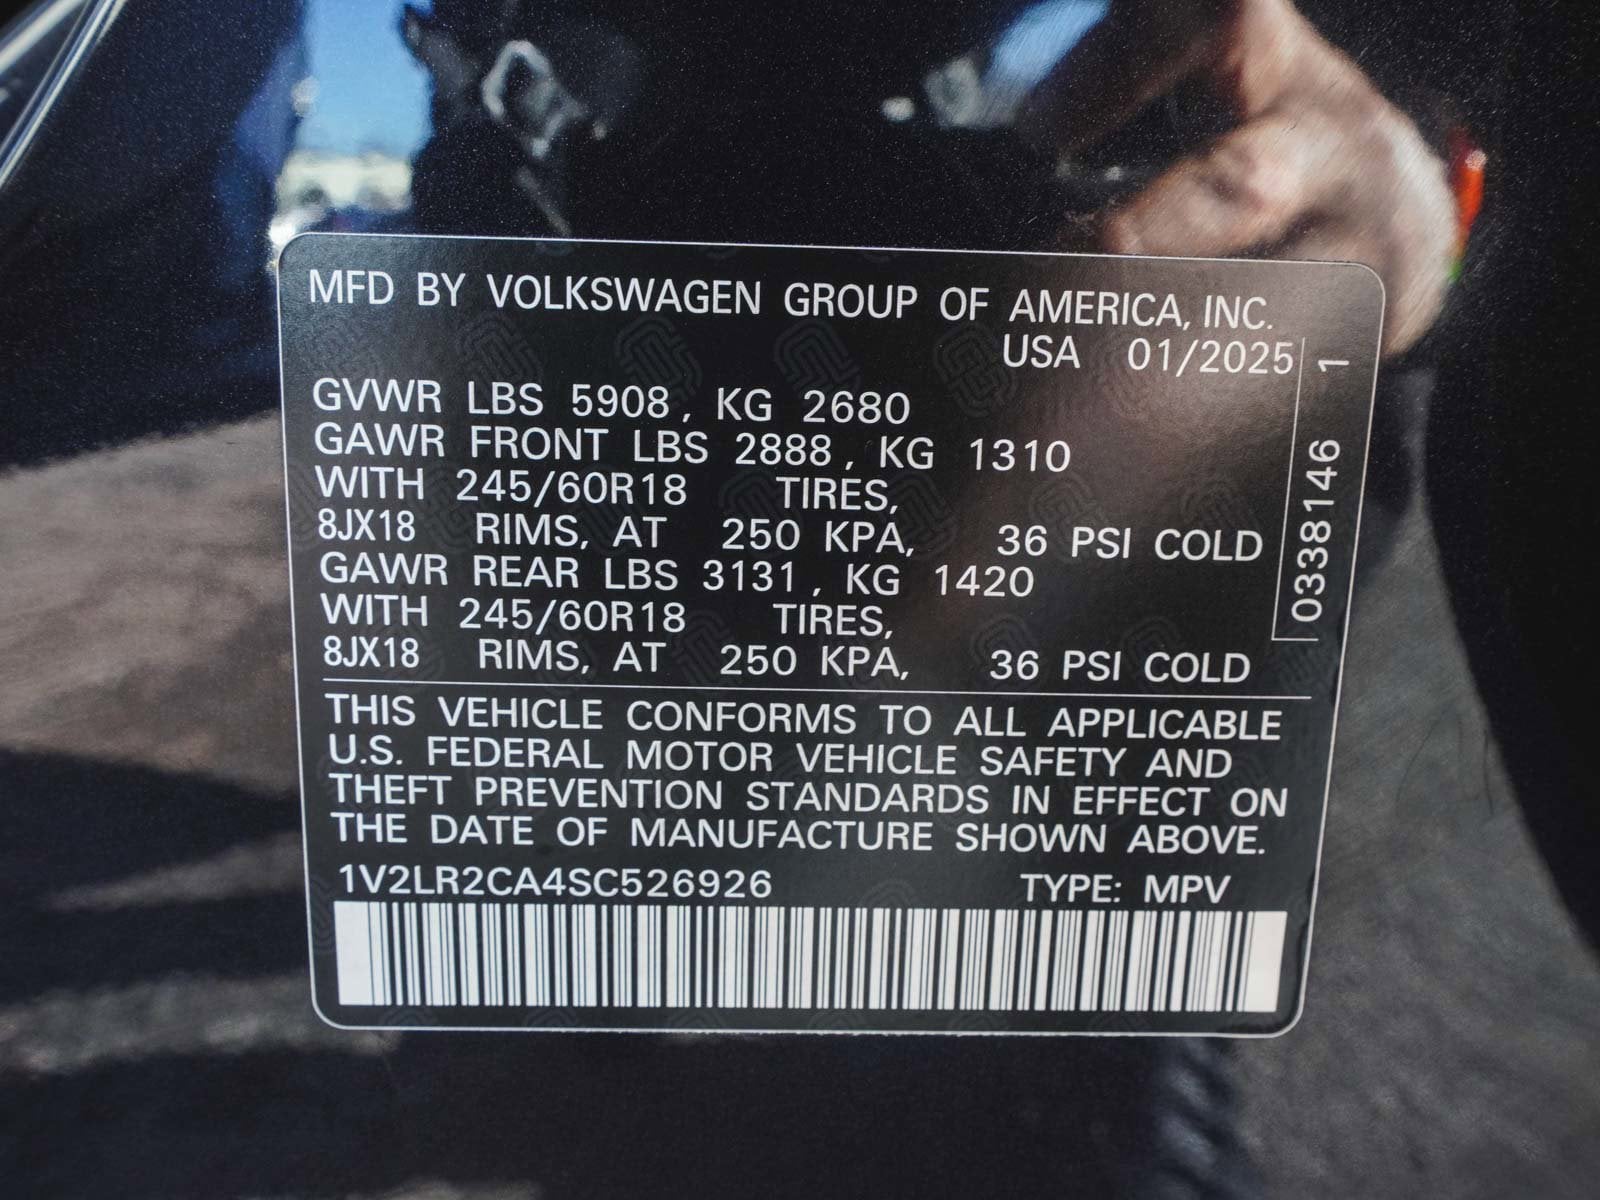 MFD BY VOLKSWAGEN GROUP OF AMERICA, INC.
USA 01/2025
GVWR LBS 5908, KG 2680
GAWR FRONT LBS 2888, KG 1310
WITH 245/60R18 TIRES,
8JX18 RIMS, AT 250 KPA, 36 PSI COLD
GAWR REAR LBS 3131, KG 1420
WITH 245/60R18 TIRES,
8JX18 RIMS, AT 250 KPA, 36 PSI COLD
THIS VEHICLE CONFORMS TO ALL APPLICABLE
U.S. FEDERAL MOTOR VEHICLE SAFETY AND
THEFT PREVENTION STANDARDS IN EFFECT ON
THE DATE OF MANUFACTURE SHOWN ABOVE.
1V2LR2CA4SC526926 TYPE: MPV
0338146 1